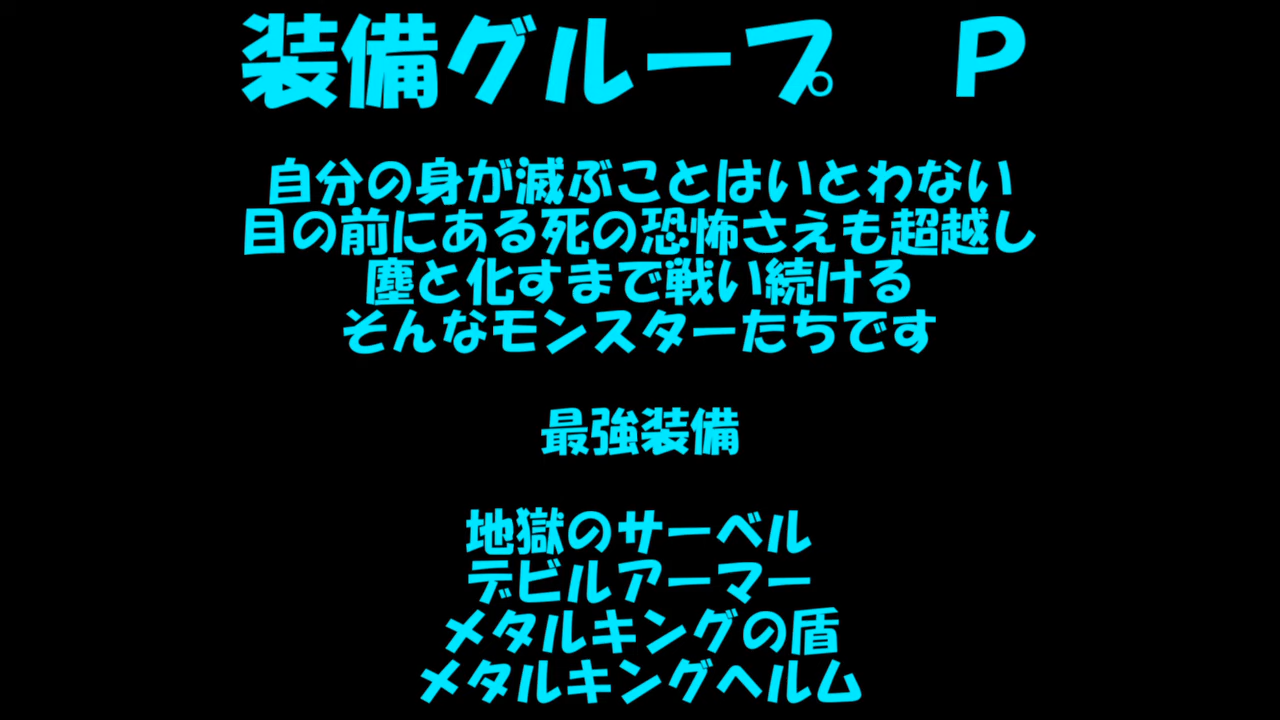 装備グループ　Ｐ
自分の身が滅ぶことはいとわない
目の前にある死の恐怖さえも超越し
塵と化すまで戦い続ける
そんなモンスターたちです
最強装備
地獄のサーベル
デビルアーマー
メタルキングの盾
メタルキングヘルム